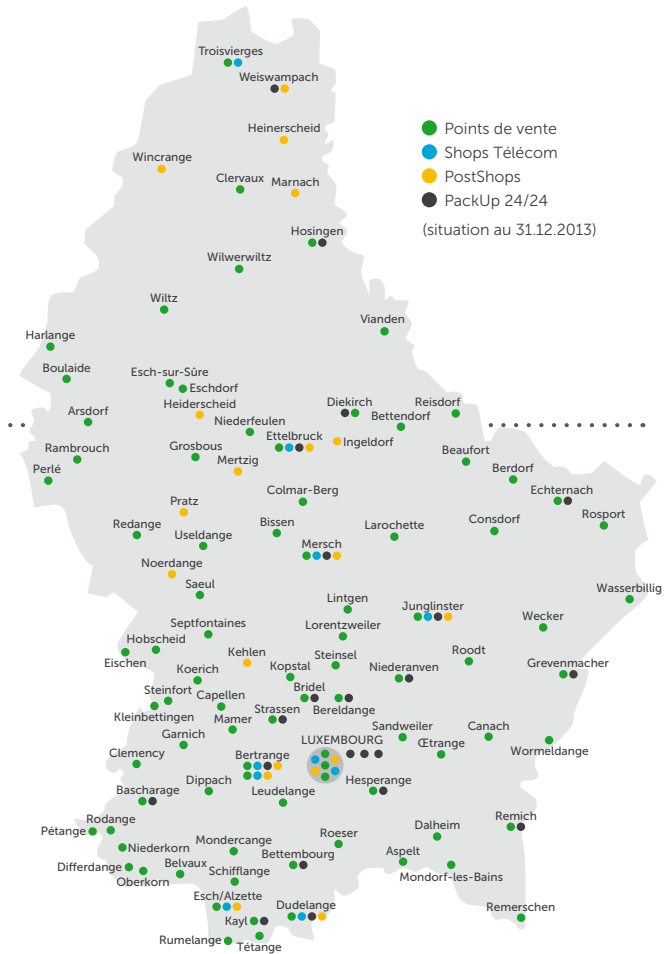 Troisvierges
Weiswampach
Points de vente
Heinerscheid
Shops Télécom
Wincrange
PostShops
Clervaux
Marnach
PackUp 24/24
(situation au 31.12.2013)
Hosingen
Wilwerwiltz
Wiltz
Vianden
Harlange
Boulaide
Esch-sur-Sûre
Eschdorf
Heiderscheid
Diekirch
Reisdorf
Arsdorf
Niederfeulen
Bettendorf
Ettelbruck
Ingeldorf
Rambrouch
Grosbous
Beaufort
Perlé
Mertzig
Berdorf
Echternach
Colmar-Berg
Pratz
Rosport
Redange
Useldange
Bissen
Larochette
Consdorf
Mersch
Noerdange
Saeul
Wasserbillig
Lintgen
Junglinster
Septfontaines
Lorentzweiler
Wecker
Hobscheid
Eischen
Kehlen
Steinsel
Roodt
Koerich
Kopstal
Niederanven
Grevenmacher
Steinfort
Capellen
Bridel
Bereldange
Kleinbettingen
Strassen
Mamer
Garnich
Sandweiler
Canach
LUXEMBOURG
Œtrange
Wormeldange
Clemency
Bertrange
Dippach
Hesperange
Bascharage
Leudelange
Remich
Rodange
Pétange
Dalheim
Mondercange
Roeser
Niederkorn
Aspelt
Differdange
Belvaux
Bettembourg
Oberkorn
Schifflange
Mondorf-les-Bains
Esch/Alzette
Dudelange
Remerschen
Kayl
Rumelange
Tétange